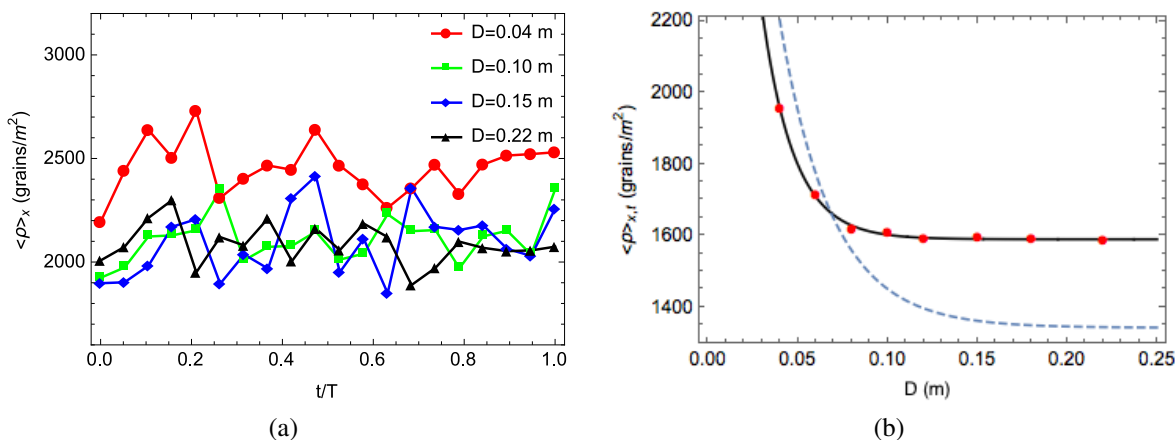 3200
3000
2500
2000
<ρ>x (grains/m²)
D=0.04 m
D=0.10 m
D=0.15 m
D=0.22 m
0.0 0.2 0.4 0.6 0.8 1.0
t/T
(a)
2200
2000
1800
1600
1400
<ρ>x,t (grains/m²)
0.00 0.05 0.10 0.15 0.20 0.25
D (m)
(b)